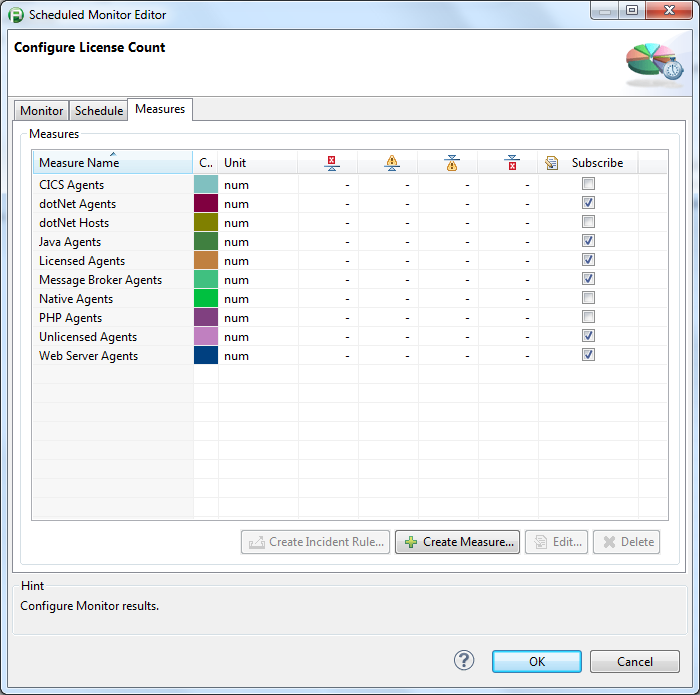 Scheduled Monitor Editor
Configure License Count
Monitor Schedule Measures
Measures
Measure Name C.. Unit Subscribe
CICS Agents num - - - -
dotNet Agents num - - - -
dotNet Hosts num - - - -
Java Agents num - - - -
Licensed Agents num - - - -
Message Broker Agents num - - - -
Native Agents num - - - -
PHP Agents num - - - -
Unlicensed Agents num - - - -
Web Server Agents num - - - -
Create Incident Rule... Create Measure... Edit... Delete
Hint
Configure Monitor results.
? OK Cancel